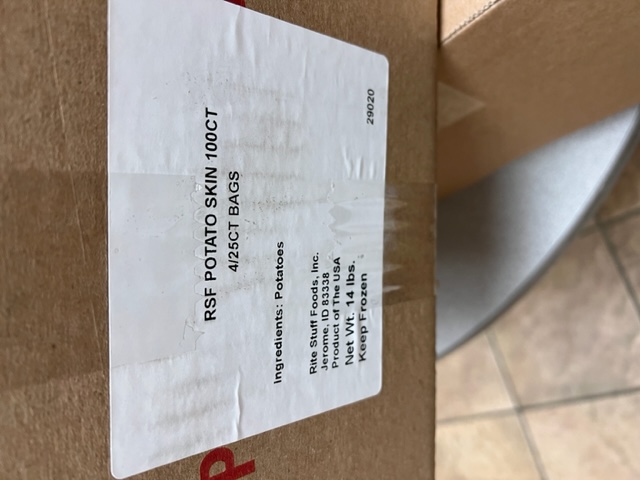 RSF POTATO SKIN 100CT
4/25CT BAGS
Ingredients: Potatoes
Rite Stuff Foods, Inc.
Jerome, ID 83338
Product of The USA
Net Wt. 14 lbs.
Keep Frozen
29020